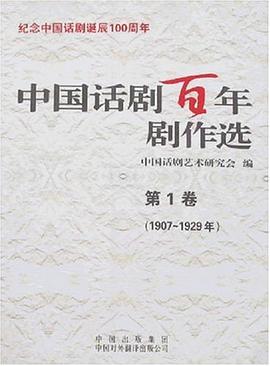 纪念中国话剧诞辰100周年
中国话剧百年
剧作选
中国话剧艺术研究会 编
第1卷
(1907~1929年)
中国出版集团
中国对外翻译出版公司